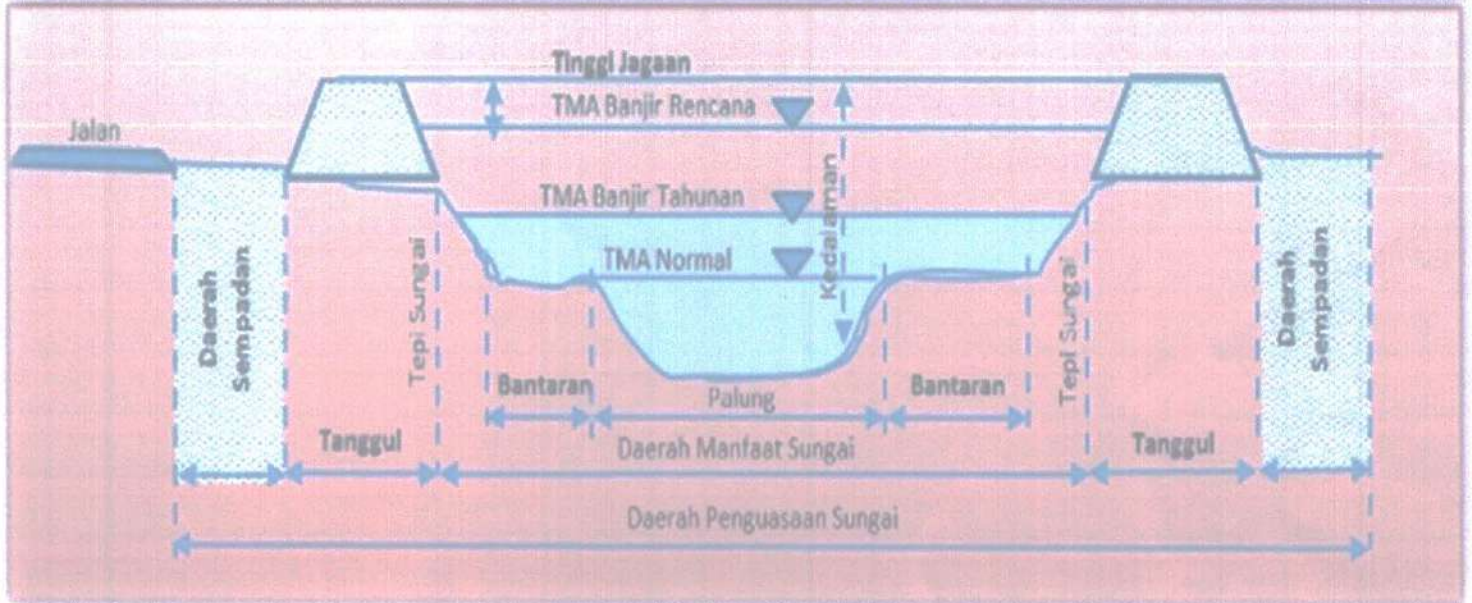 Tinggi Jagaan
TMA Banjir Rencana
Jalan
TMA Banjir Tahunan
TMA Normal
Kedalaman
Daerah
Sempadan
Tepi Sungai
Tepi Sungai
Daerah
Sempadan
Bantaran
Palung
Bantaran
Tanggul
Daerah Manfaat Sungai
Tanggul
Daerah Penguasaan Sungai